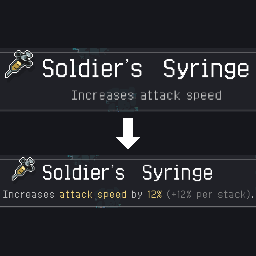 Soldier's Syringe
Increases attack speed
Soldier's Syringe
Increases attack speed by 12% (+12% per stack).